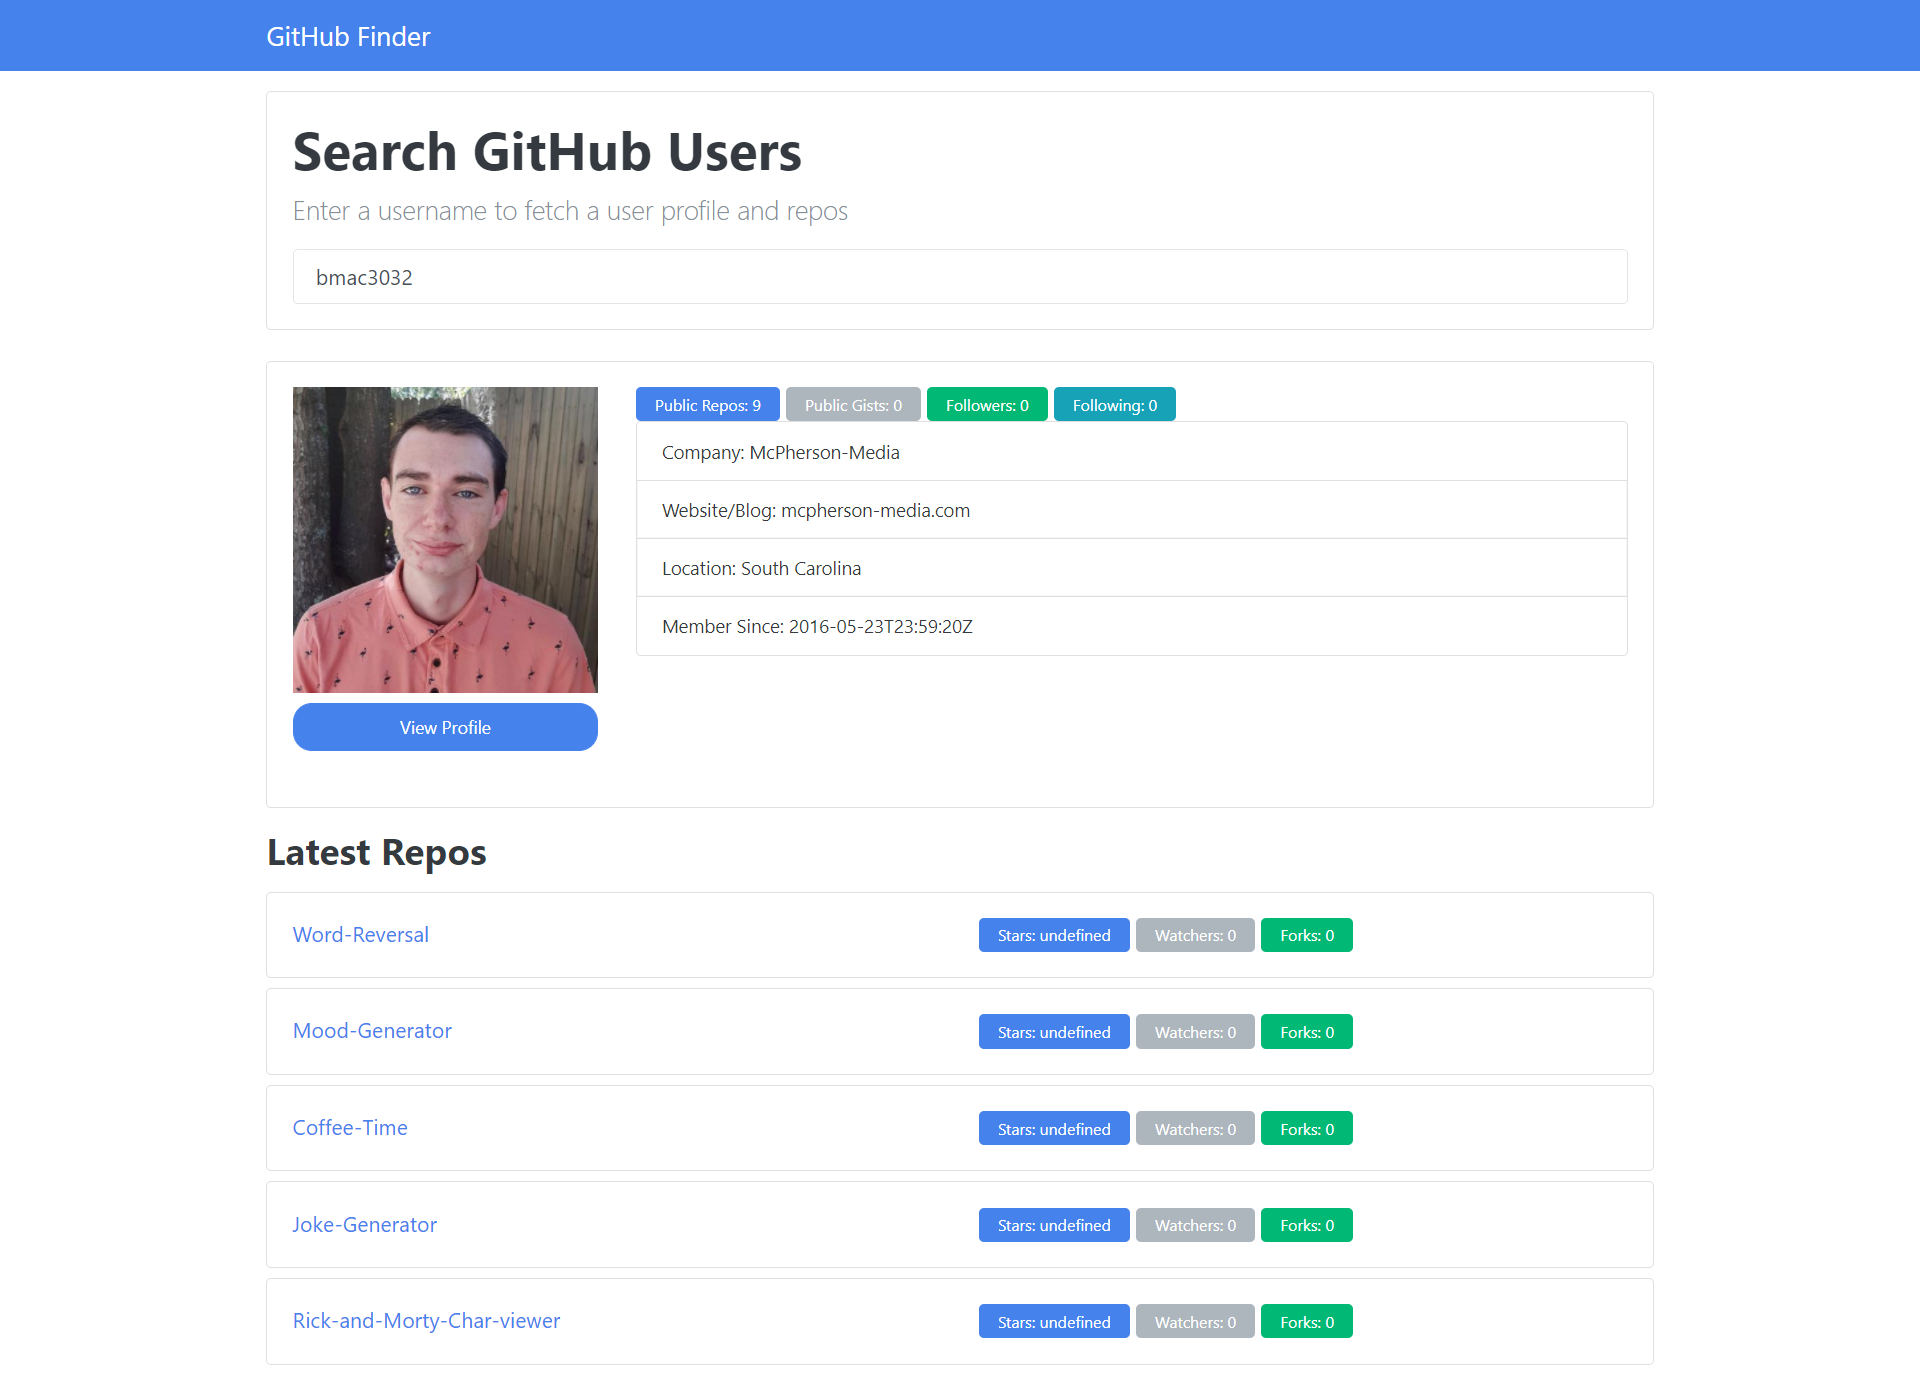 GitHub Finder
Search GitHub Users
Enter a username to fetch a user profile and repos
bmac3032
Public Repos: 9 Public Gists: 0 Followers: 0 Following: 0
Company: McPherson-Media
Website/Blog: mcpherson-media.com
Location: South Carolina
Member Since: 2016-05-23T23:59:20Z
View Profile
Latest Repos
Word-Reversal Stars: undefined Watchers: 0 Forks: 0
Mood-Generator Stars: undefined Watchers: 0 Forks: 0
Coffee-Time Stars: undefined Watchers: 0 Forks: 0
Joke-Generator Stars: undefined Watchers: 0 Forks: 0
Rick-and-Morty-Char-viewer Stars: undefined Watchers: 0 Forks: 0